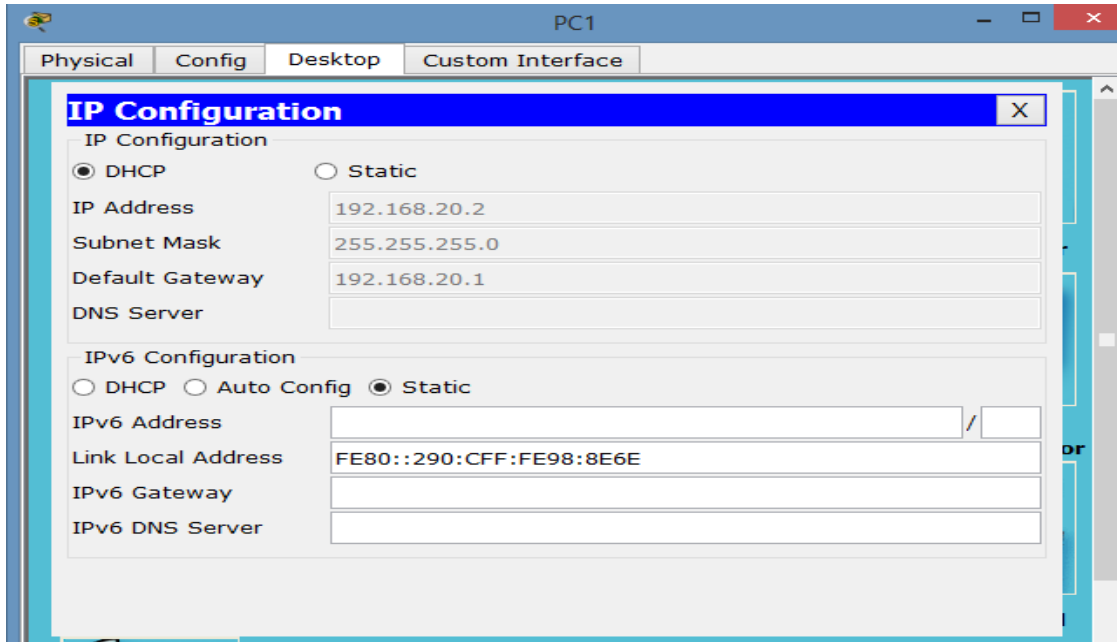 PC1
Physical Config Desktop Custom Interface
IP Configuration X
IP Configuration
DHCP Static
IP Address 192.168.20.2
Subnet Mask 255.255.255.0
Default Gateway 192.168.20.1
DNS Server
IPv6 Configuration
DHCP Auto Config Static
IPv6 Address /
Link Local Address FE80::290:CFF:FE98:8E6E
IPv6 Gateway
IPv6 DNS Server
or